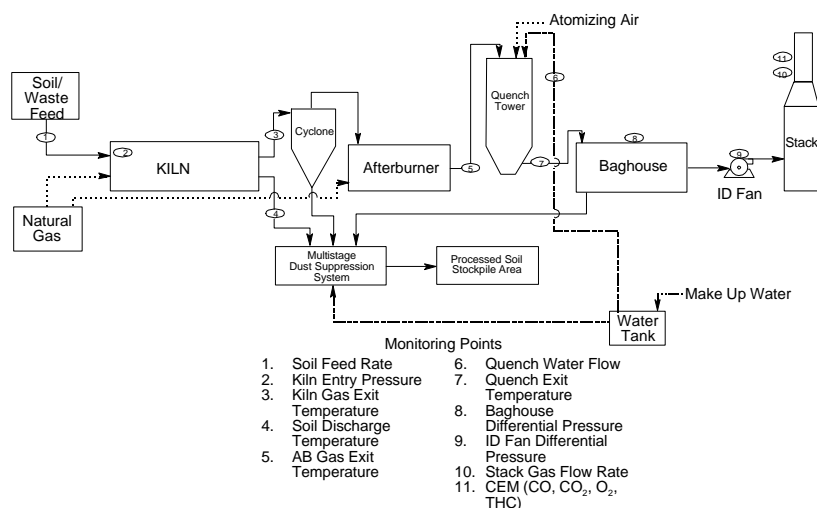 Atomizing Air
11
10
Soil/
Waste Feed
6
Quench
Tower
1
3
Cyclone
8
2
KILN
Afterburner
5
7
Baghouse
9
Stack
ID Fan
4
Natural
Gas
Multistage
Dust Suppression
System
Processed Soil
Stockpile Area
Make Up Water
Water
Tank
Monitoring Points
1. Soil Feed Rate
2. Kiln Entry Pressure
3. Kiln Gas Exit
Temperature
4. Soil Discharge
Temperature
5. AB Gas Exit
Temperature
6. Quench Water Flow
7. Quench Exit
Temperature
8. Baghouse
Differential Pressure
9. ID Fan Differential
Pressure
10. Stack Gas Flow Rate
11. CEM (CO, CO₂, O₂,
THC)